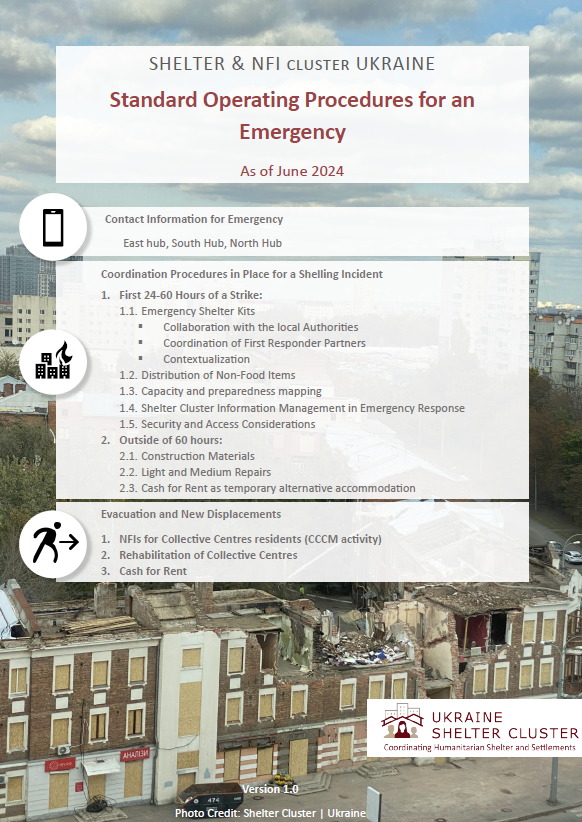 SHELTER & NFI CLUSTER UKRAINE
Standard Operating Procedures for an
Emergency
As of June 2024
Contact Information for Emergency
East hub, South Hub, North Hub
Coordination Procedures in Place for a Shelling Incident
1. First 24-60 Hours of a Strike:
1.1. Emergency Shelter Kits
▪ Collaboration with the local Authorities
▪ Coordination of First Responder Partners
▪ Contextualization
1.2. Distribution of Non-Food Items
1.3. Capacity and preparedness mapping
1.4. Shelter Cluster Information Management in Emergency Response
1.5. Security and Access Considerations
2. Outside of 60 hours:
2.1. Construction Materials
2.2. Light and Medium Repairs
2.3. Cash for Rent as temporary alternative accommodation
Evacuation and New Displacements
1. NFIs for Collective Centres residents (CCCM activity)
2. Rehabilitation of Collective Centres
3. Cash for Rent
UKRAINE
SHELTER CLUSTER
Coordinating Humanitarian Shelter and Settlements
АНАЛІЗИ
474
Version 1.0
Photo Credit: Shelter Cluster | Ukraine